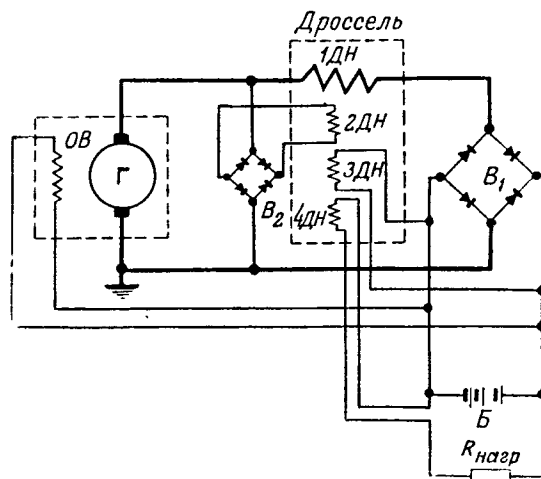 Дроссель
1ДН
ОВ
2ДН
Г
3ДН
В₁
В₂
4ДН
Б
Rнагр